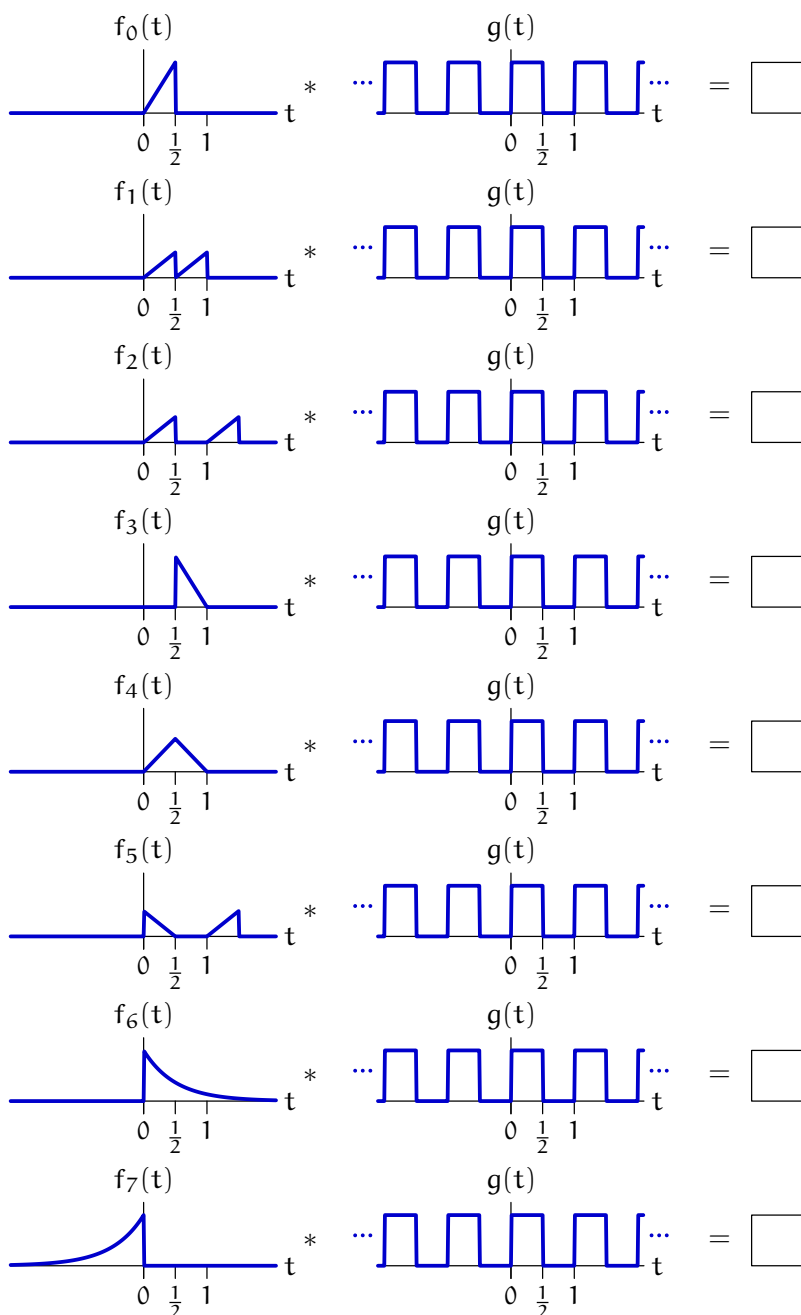 f₀(t) g(t)
t * ... ... t = 
0 ½ 1 0 ½ 1
f₁(t) g(t)
t * ... ... t = 
0 ½ 1 0 ½ 1
f₂(t) g(t)
t * ... ... t = 
0 ½ 1 0 ½ 1
f₃(t) g(t)
t * ... ... t = 
0 ½ 1 0 ½ 1
f₄(t) g(t)
t * ... ... t = 
0 ½ 1 0 ½ 1
f₅(t) g(t)
t * ... ... t = 
0 ½ 1 0 ½ 1
f₆(t) g(t)
t * ... ... t = 
0 ½ 1 0 ½ 1
f₇(t) g(t)
t * ... ... t = 
0 ½ 1 0 ½ 1